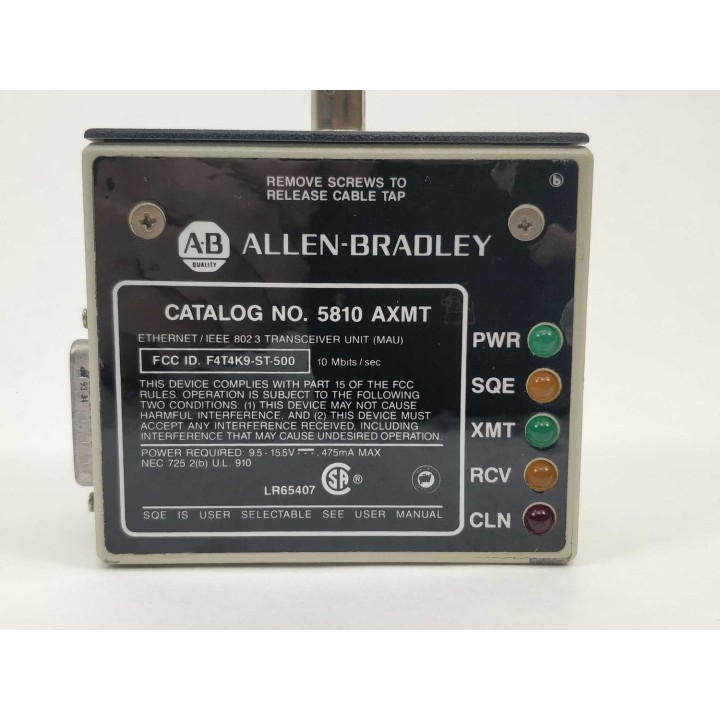 REMOVE SCREWS TO
RELEASE CABLE TAP
A-B
QUALITY
ALLEN-BRADLEY
CATALOG NO. 5810 AXMT
ETHERNET / IEEE 802 3 TRANSCEIVER UNIT (MAU)
FCC ID. F4T4K9-ST-500
10 Mbits / sec
THIS DEVICE COMPLIES WITH PART 15 OF THE FCC
RULES. OPERATION IS SUBJECT TO THE FOLLOWING
TWO CONDITIONS: (1) THIS DEVICE MAY NOT CAUSE
HARMFUL INTERFERENCE, AND (2) THIS DEVICE MUST
ACCEPT ANY INTERFERENCE RECEIVED, INCLUDING
INTERFERENCE THAT MAY CAUSE UNDESIRED OPERATION.
POWER REQUIRED: 9.5 - 15.5V ⎓ .475mA MAX
NEC 725 2(b) U.L. 910
LR65407
SA ®
SQE IS USER SELECTABLE SEE USER MANUAL
PWR
SQE
XMT
RCV
CLN
b